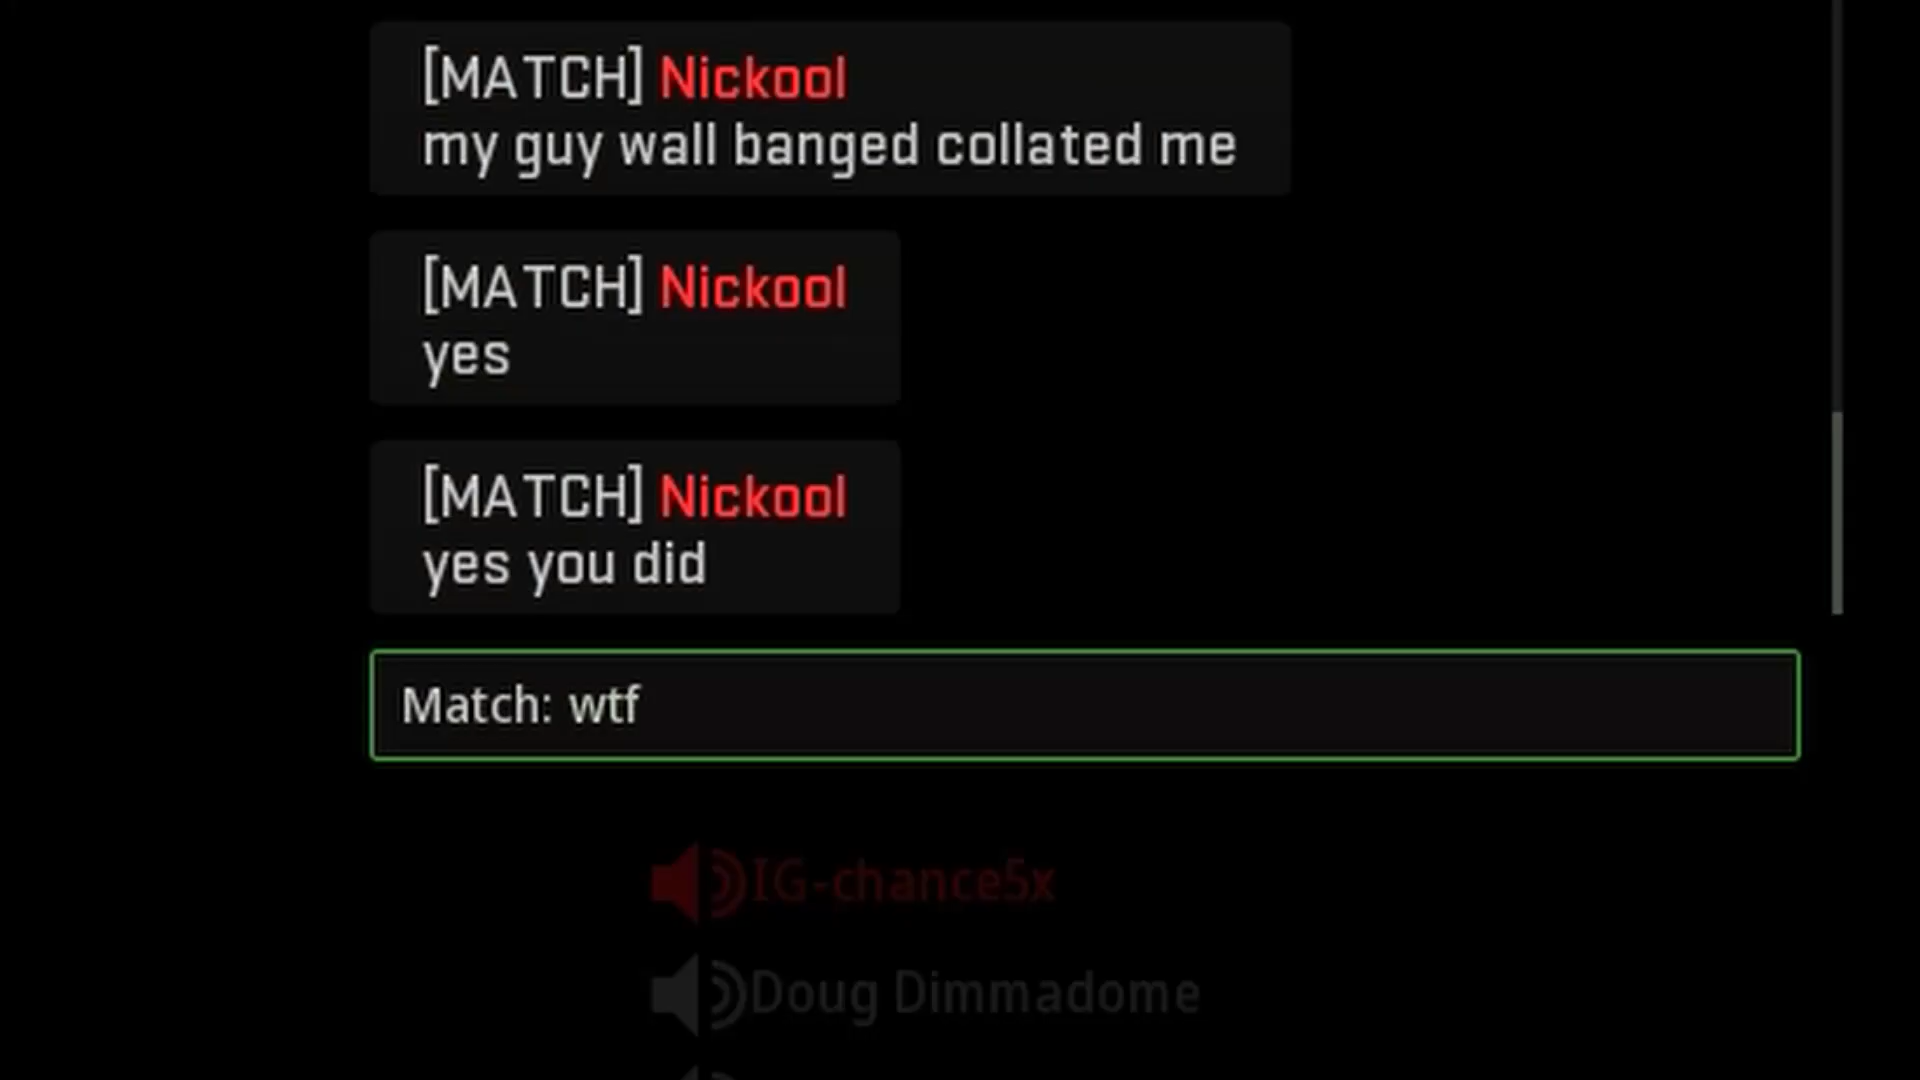 [MATCH] Nickool
my guy wall banged collated me
[MATCH] Nickool
yes
[MATCH] Nickool
yes you did
Match: wtf
IG-chance5x
Doug Dimmadome